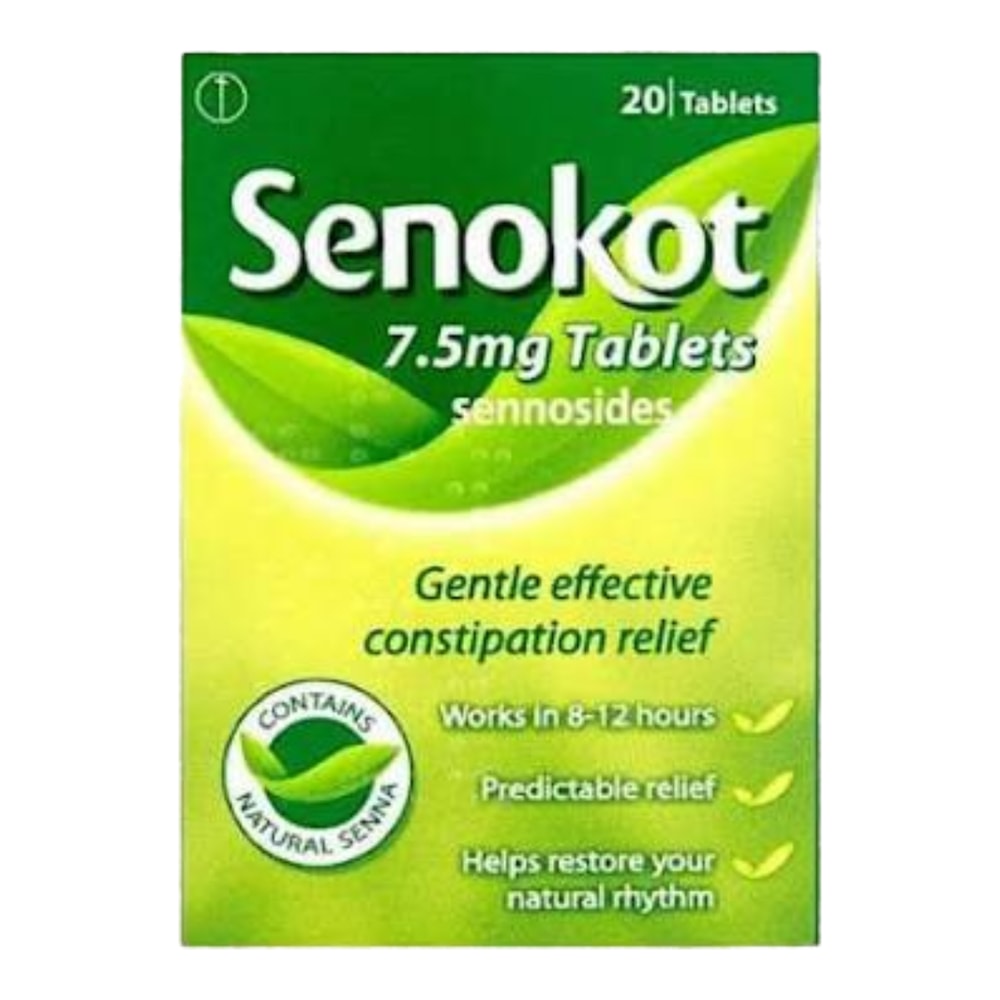 20 | Tablets
Senokot
7.5mg Tablets
sennosides
Gentle effective
constipation relief
CONTAINS
NATURAL SENNA
Works in 8-12 hours
Predictable relief
Helps restore your
natural rhythm